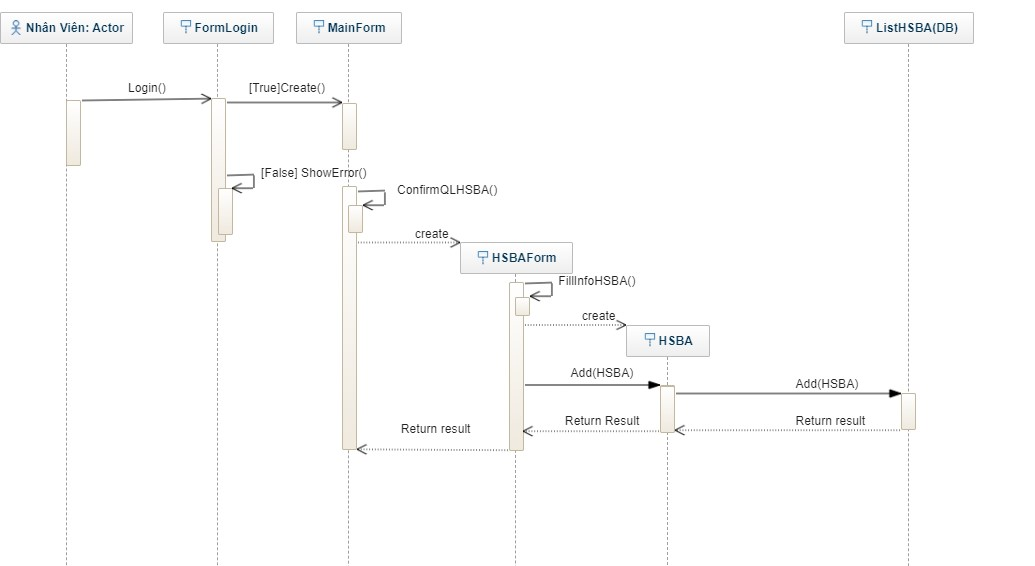 Nhân Viên: Actor
FormLogin
MainForm
ListHSBA(DB)
Login()
[True]Create()
[False] ShowError()
ConfirmQLHSBA()
create
HSBAForm
FillInfoHSBA()
create
HSBA
Add(HSBA)
Add(HSBA)
Return result
Return Result
Return result